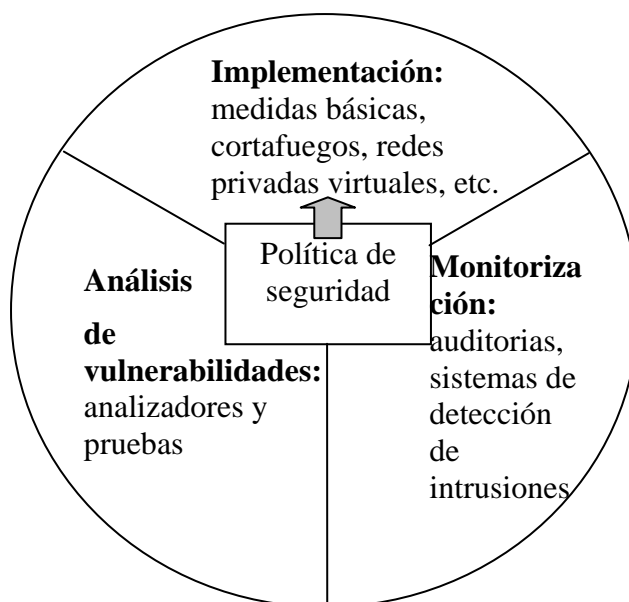 Implementación:
medidas básicas,
cortafuegos, redes
privadas virtuales, etc.
Política de
seguridad
Análisis
de
vulnerabilidades:
analizadores y
pruebas
Monitoriza
ción:
auditorias,
sistemas de
detección
de
intrusiones